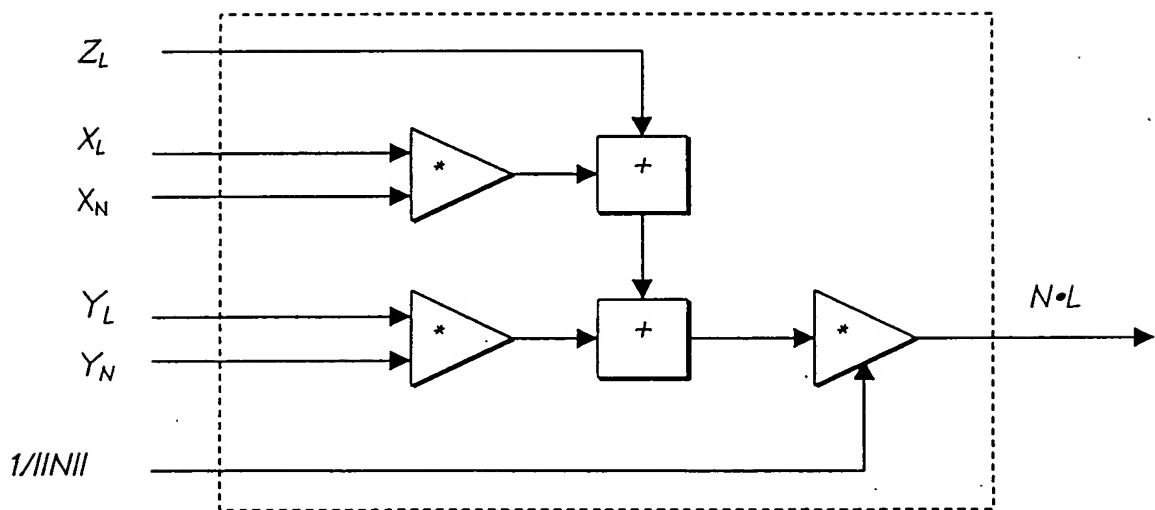 Z_L
X_L
*
+
X_N
Y_L
*
+
*
N•L
Y_N
1/||N||